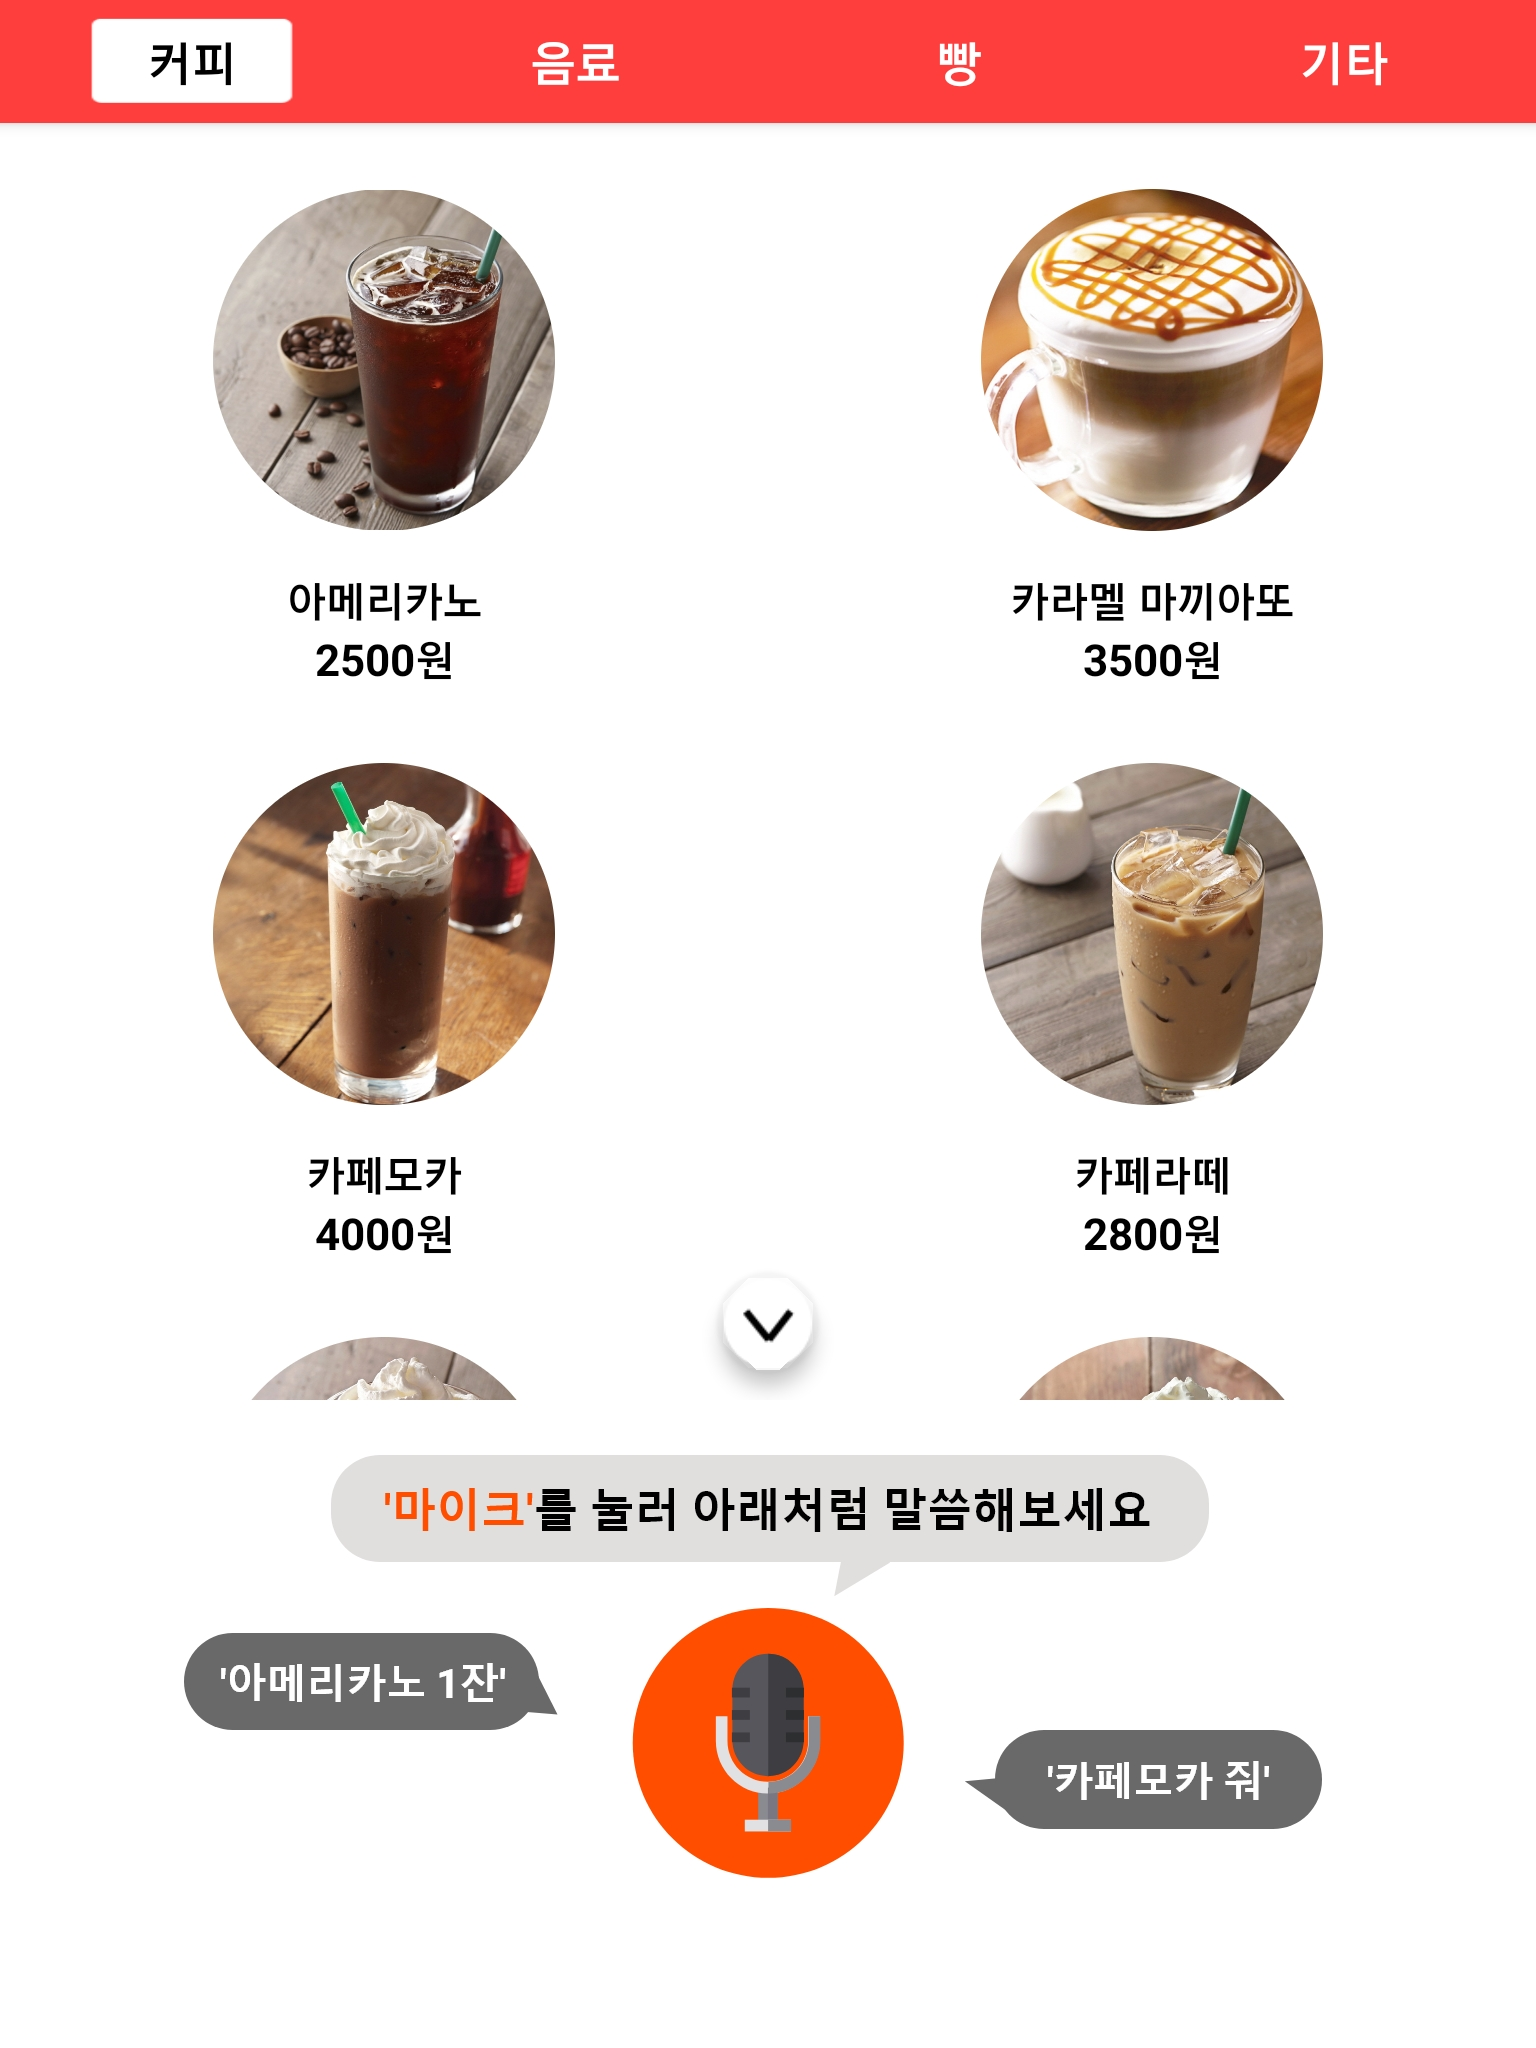 커피
음료
빵
기타
아메리카노
2500원
카라멜 마끼아또
3500원
카페모카
4000원
카페라떼
2800원
'마이크'를 눌러 아래처럼 말씀해보세요
'아메리카노 1잔'
'카페모카 줘'